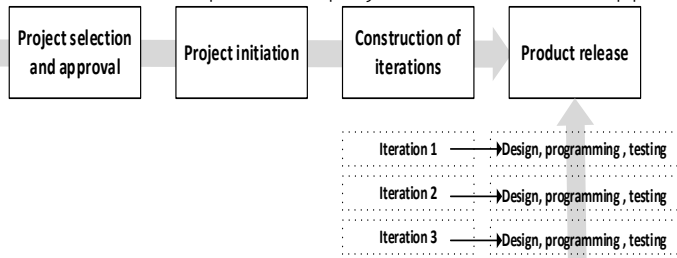 Project selection
and approval
Project initiation
Construction of
iterations
Product release
Iteration 1
Design, programming , testing
Iteration 2
Design, programming , testing
Iteration 3
Design, programming , testing